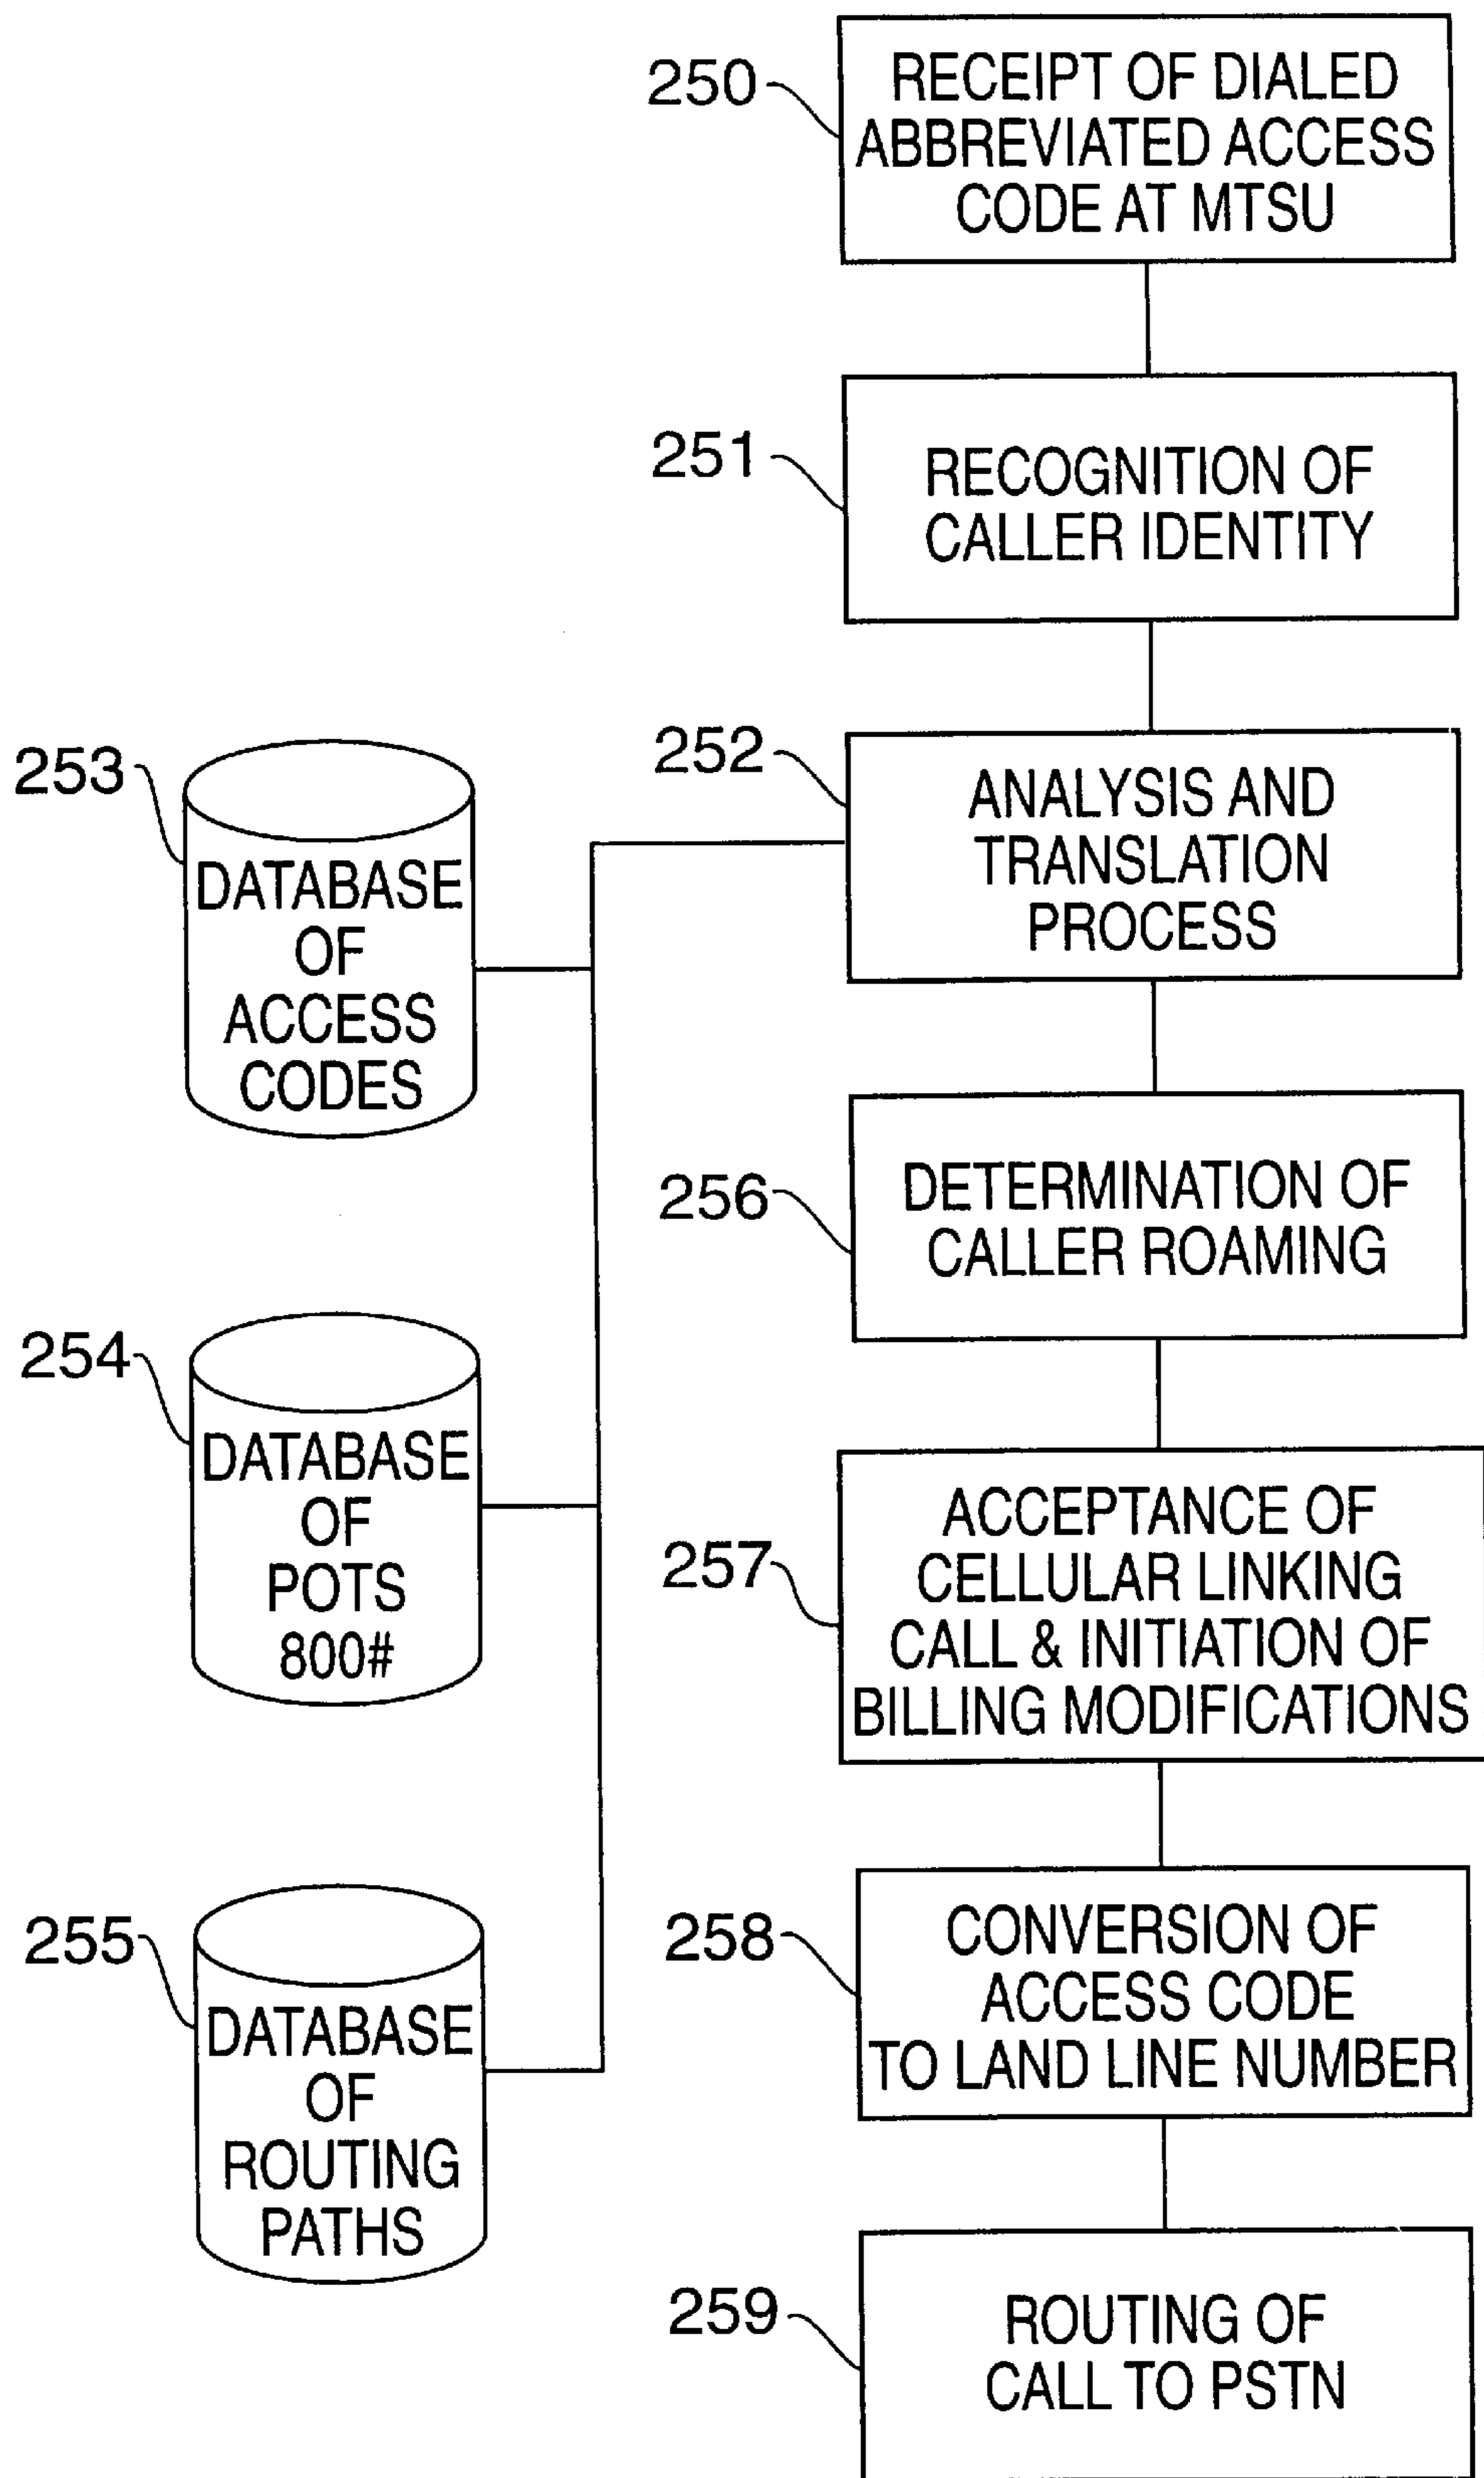 250
RECEIPT OF DIALED
ABBREVIATED ACCESS
CODE AT MTSU
251
RECOGNITION OF
CALLER IDENTITY
252
ANALYSIS AND
TRANSLATION
PROCESS
253
DATABASE
OF
ACCESS
CODES
256
DETERMINATION OF
CALLER ROAMING
254
DATABASE
OF
POTS
800#
257
ACCEPTANCE OF
CELLULAR LINKING
CALL & INITIATION OF
BILLING MODIFICATIONS
255
DATABASE
OF
ROUTING
PATHS
258
CONVERSION OF
ACCESS CODE
TO LAND LINE NUMBER
259
ROUTING OF
CALL TO PSTN